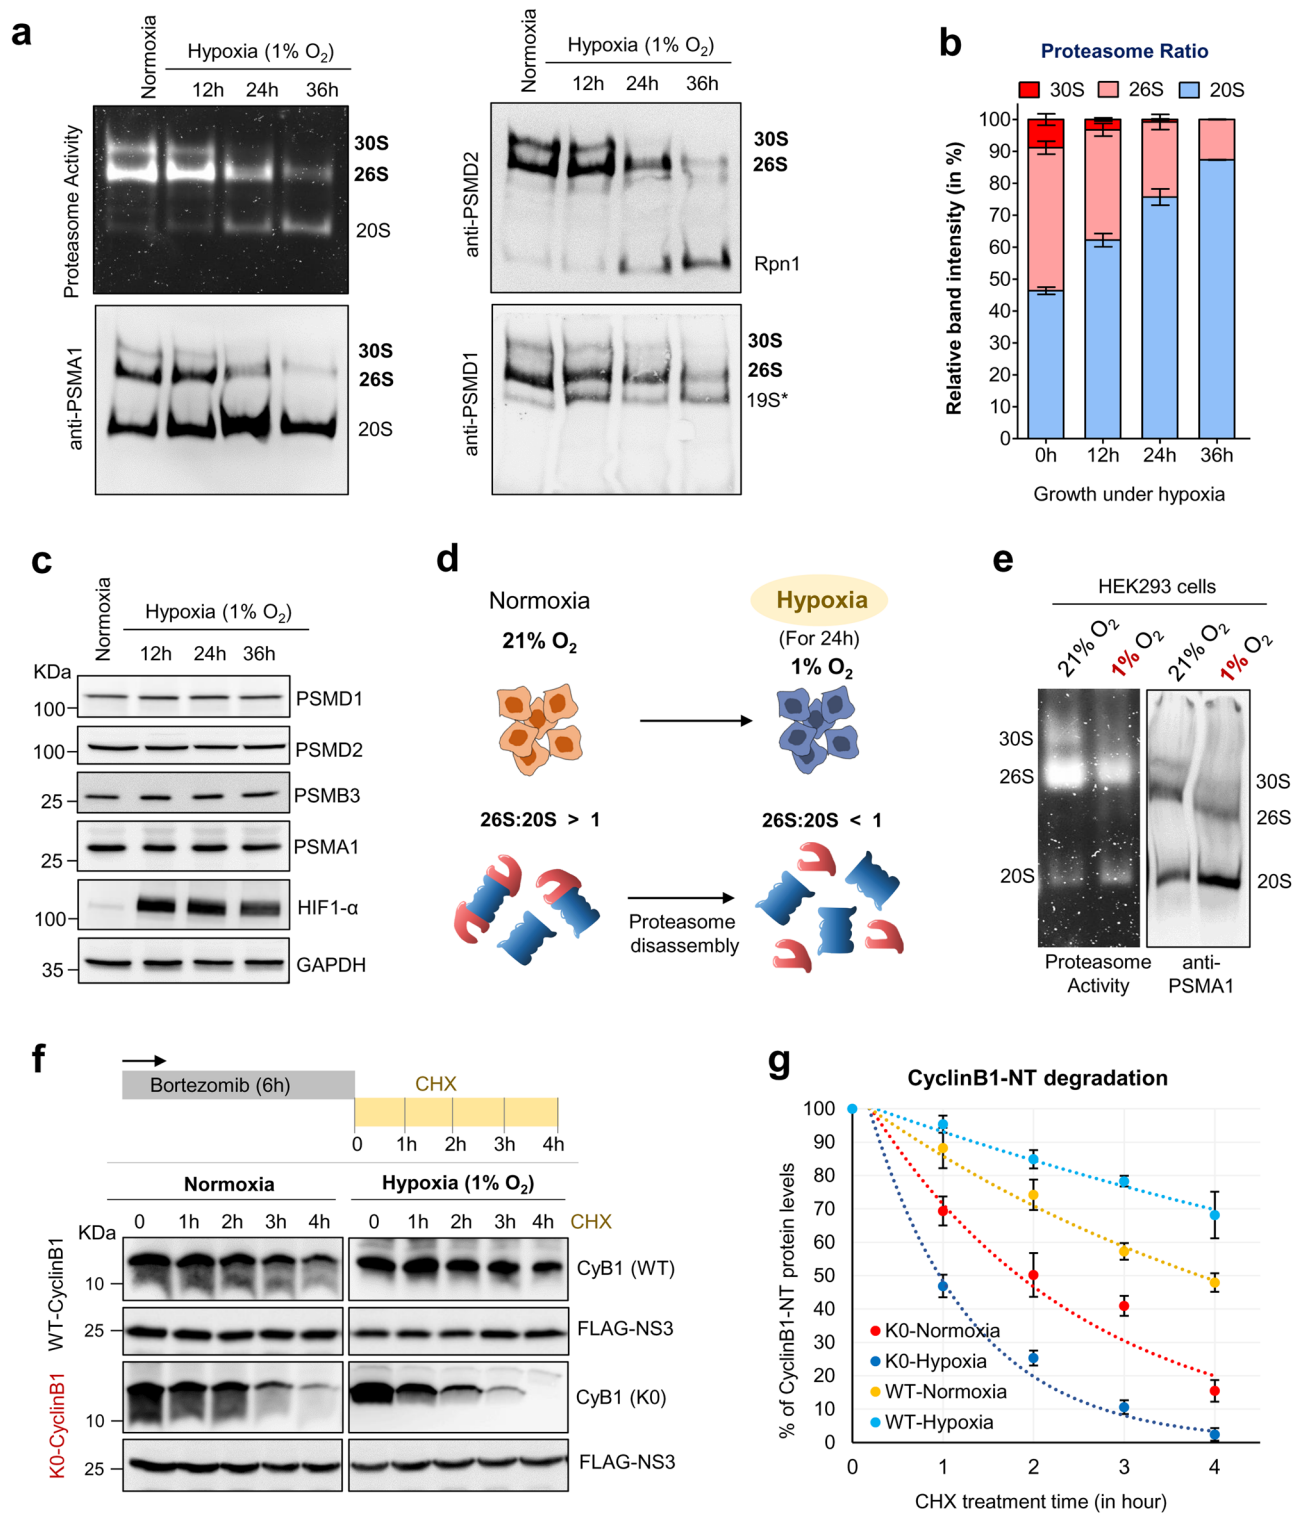 a
Normoxia
Hypoxia (1% O₂)
12h 24h 36h
Proteasome Activity
30S
26S
20S
anti-PSMA1
30S
26S
20S
Normoxia
Hypoxia (1% O₂)
12h 24h 36h
anti-PSMD2
30S
26S
Rpn1
anti-PSMD1
30S
26S
19S*
b
Proteasome Ratio
30S 26S 20S
Relative band intensity (in %)
100
90
80
70
60
50
40
30
20
10
0
0h 12h 24h 36h
Growth under hypoxia
c
Normoxia
Hypoxia (1% O₂)
12h 24h 36h
KDa
100 PSMD1
100 PSMD2
25 PSMB3
25 PSMA1
100 HIF1-α
35 GAPDH
d
Normoxia
21% O₂
Hypoxia
(For 24h)
1% O₂
26S:20S > 1
26S:20S < 1
Proteasome
disassembly
e
HEK293 cells
21% O₂ 1% O₂ 21% O₂ 1% O₂
30S
26S
20S
30S
26S
20S
Proteasome
Activity
anti-
PSMA1
f
Bortezomib (6h)
CHX
0 1h 2h 3h 4h
Normoxia
Hypoxia (1% O₂)
KDa
0 1h 2h 3h 4h
0 1h 2h 3h 4h CHX
WT-CyclinB1
10 CyB1 (WT)
25 FLAG-NS3
K0-CyclinB1
10 CyB1 (K0)
25 FLAG-NS3
g
CyclinB1-NT degradation
% of CyclinB1-NT protein levels
100
90
80
70
60
50
40
30
20
10
0
K0-Normoxia
K0-Hypoxia
WT-Normoxia
WT-Hypoxia
0 1 2 3 4
CHX treatment time (in hour)